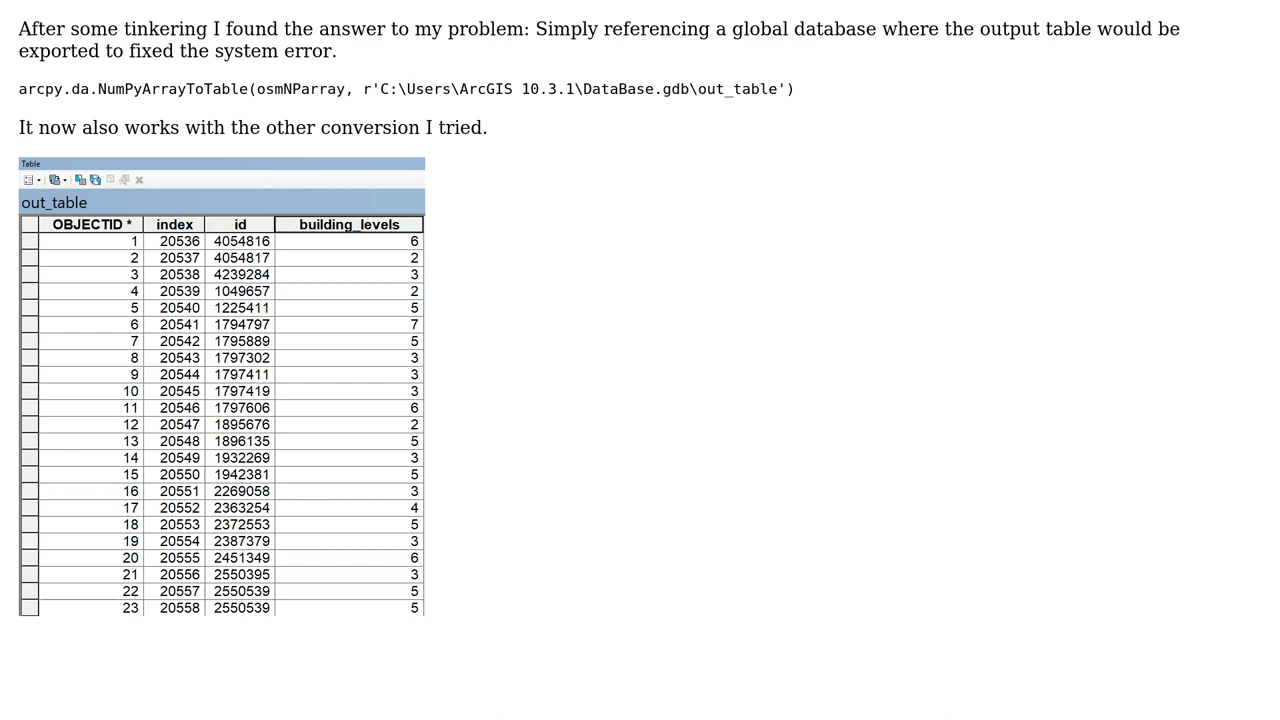 After some tinkering I found the answer to my problem: Simply referencing a global database where the output table would be
exported to fixed the system error.
arcpy.da.NumPyArrayToTable(osmNParray, r'C:\Users\ArcGIS 10.3.1\DataBase.gdb\out_table')
It now also works with the other conversion I tried.
Table
out_table
OBJECTID * index id building_levels
1 20536 4054816 6
2 20537 4054817 2
3 20538 4239284 3
4 20539 1049657 2
5 20540 1225411 5
6 20541 1794797 7
7 20542 1795889 5
8 20543 1797302 3
9 20544 1797411 3
10 20545 1797419 3
11 20546 1797606 6
12 20547 1895676 2
13 20548 1896135 5
14 20549 1932269 3
15 20550 1942381 5
16 20551 2269058 3
17 20552 2363254 4
18 20553 2372553 5
19 20554 2387379 3
20 20555 2451349 6
21 20556 2550395 3
22 20557 2550539 5
23 20558 2550539 5